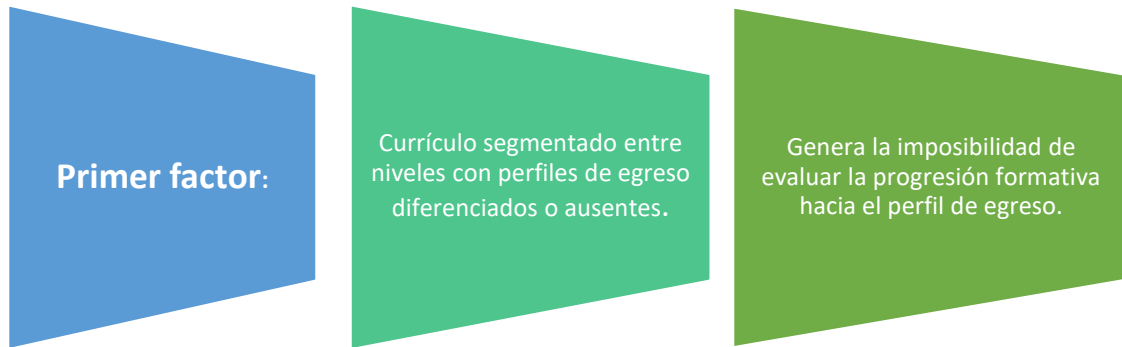 Primer factor:
Currículo segmentado entre
niveles con perfiles de egreso
diferenciados o ausentes.
Genera la imposibilidad de
evaluar la progresión formativa
hacia el perfil de egreso.